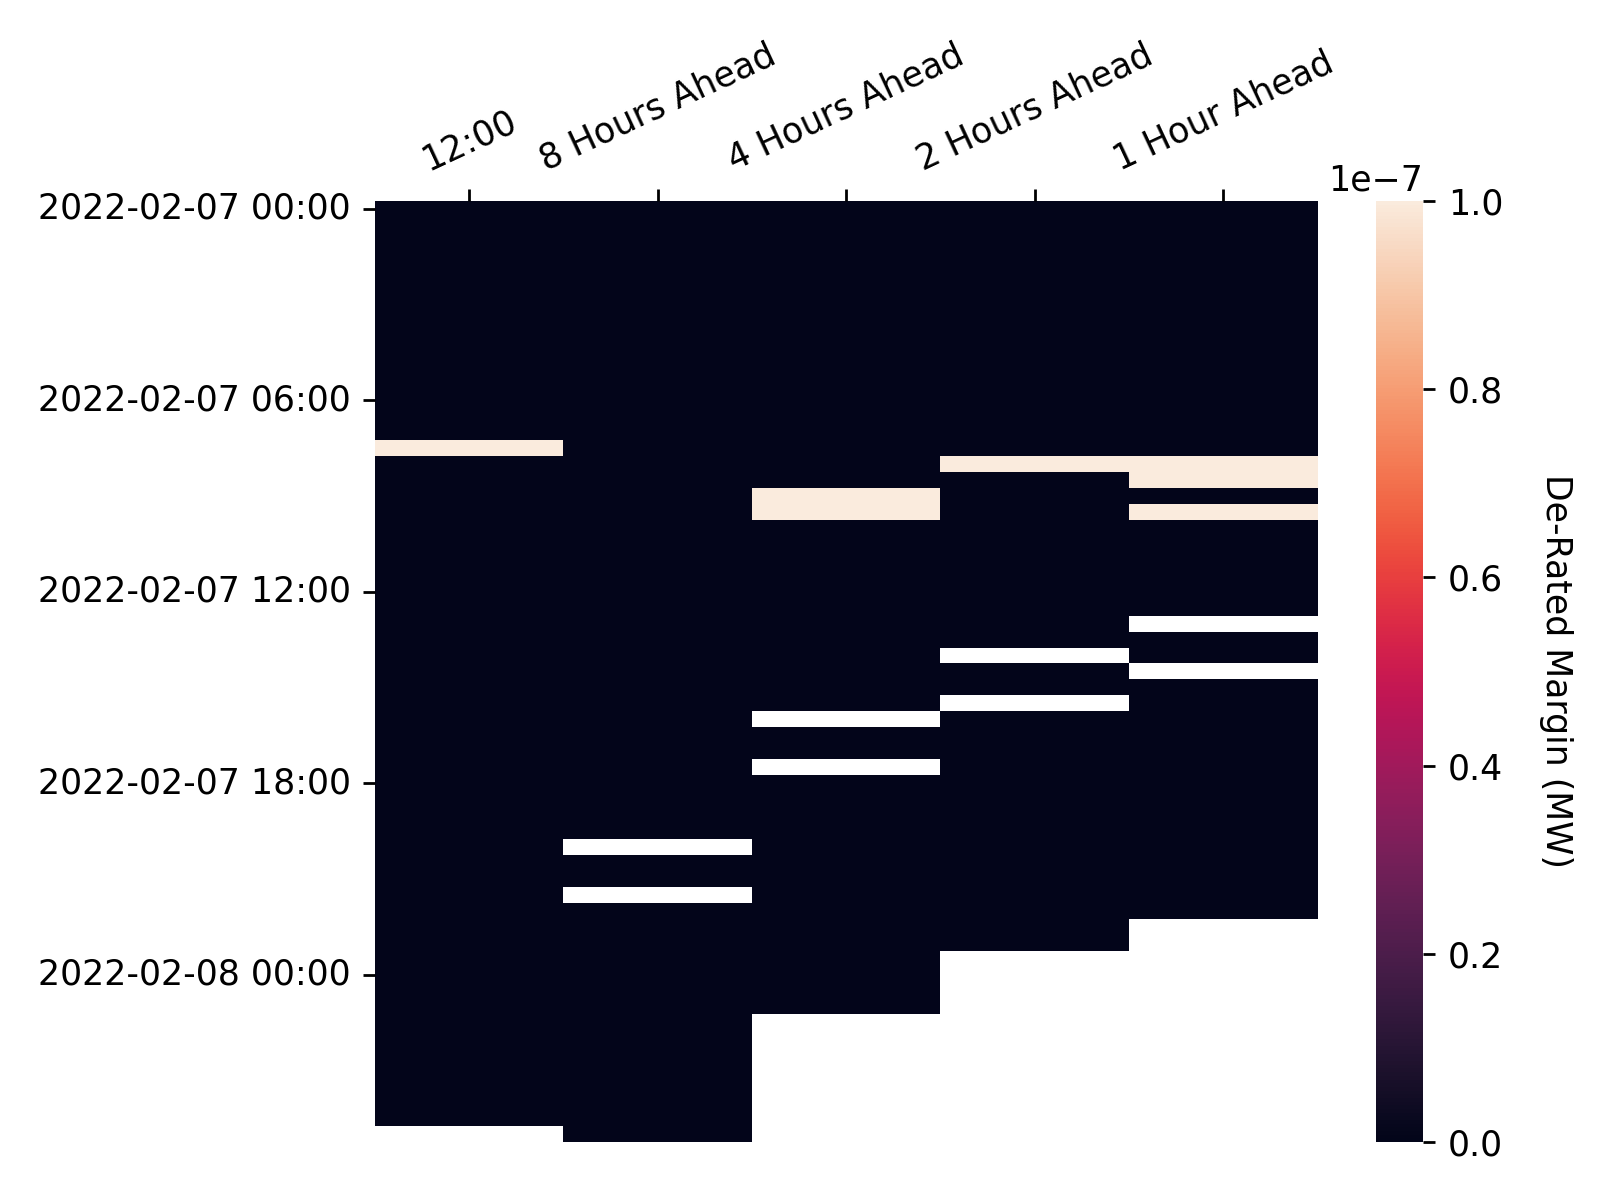 12:00
8 Hours Ahead
4 Hours Ahead
2 Hours Ahead
1 Hour Ahead
1e−7
2022-02-07 00:00
2022-02-07 06:00
2022-02-07 12:00
2022-02-07 18:00
2022-02-08 00:00
1.0
0.8
0.6
0.4
0.2
0.0
De-Rated Margin (MW)